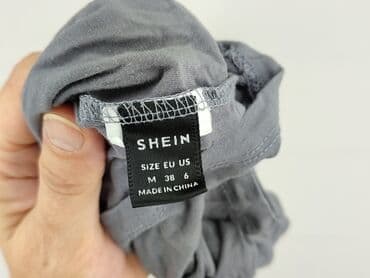 SHEIN
SIZE EU US
M 38 6
MADE IN CHINA